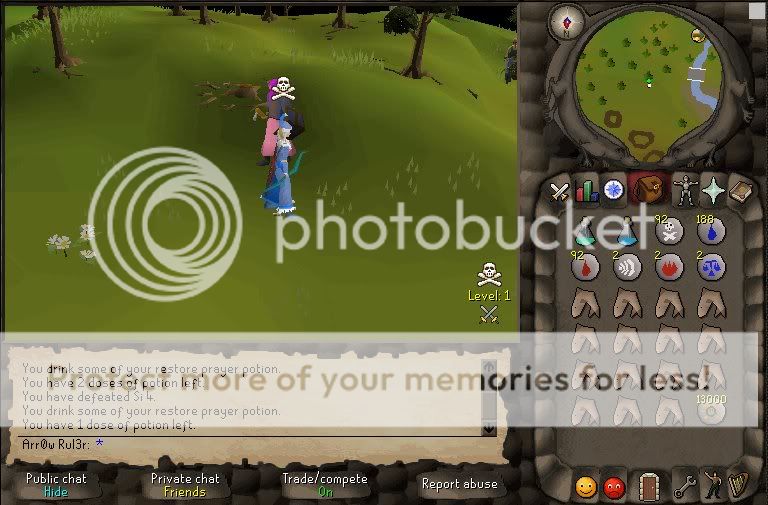 92
188
92
2
2
2
Level: 1
photobucket
Protect more of your memories for less!
13000
You drink some of your restore prayer potion.
You have 2 doses of potion left.
You have defeated Si 4.
You drink some of your restore prayer potion.
You have 1 dose of potion left.
Arr0w Rul3r: *
Public chat
Hide
Private chat
Friends
Trade/compete
On
Report abuse